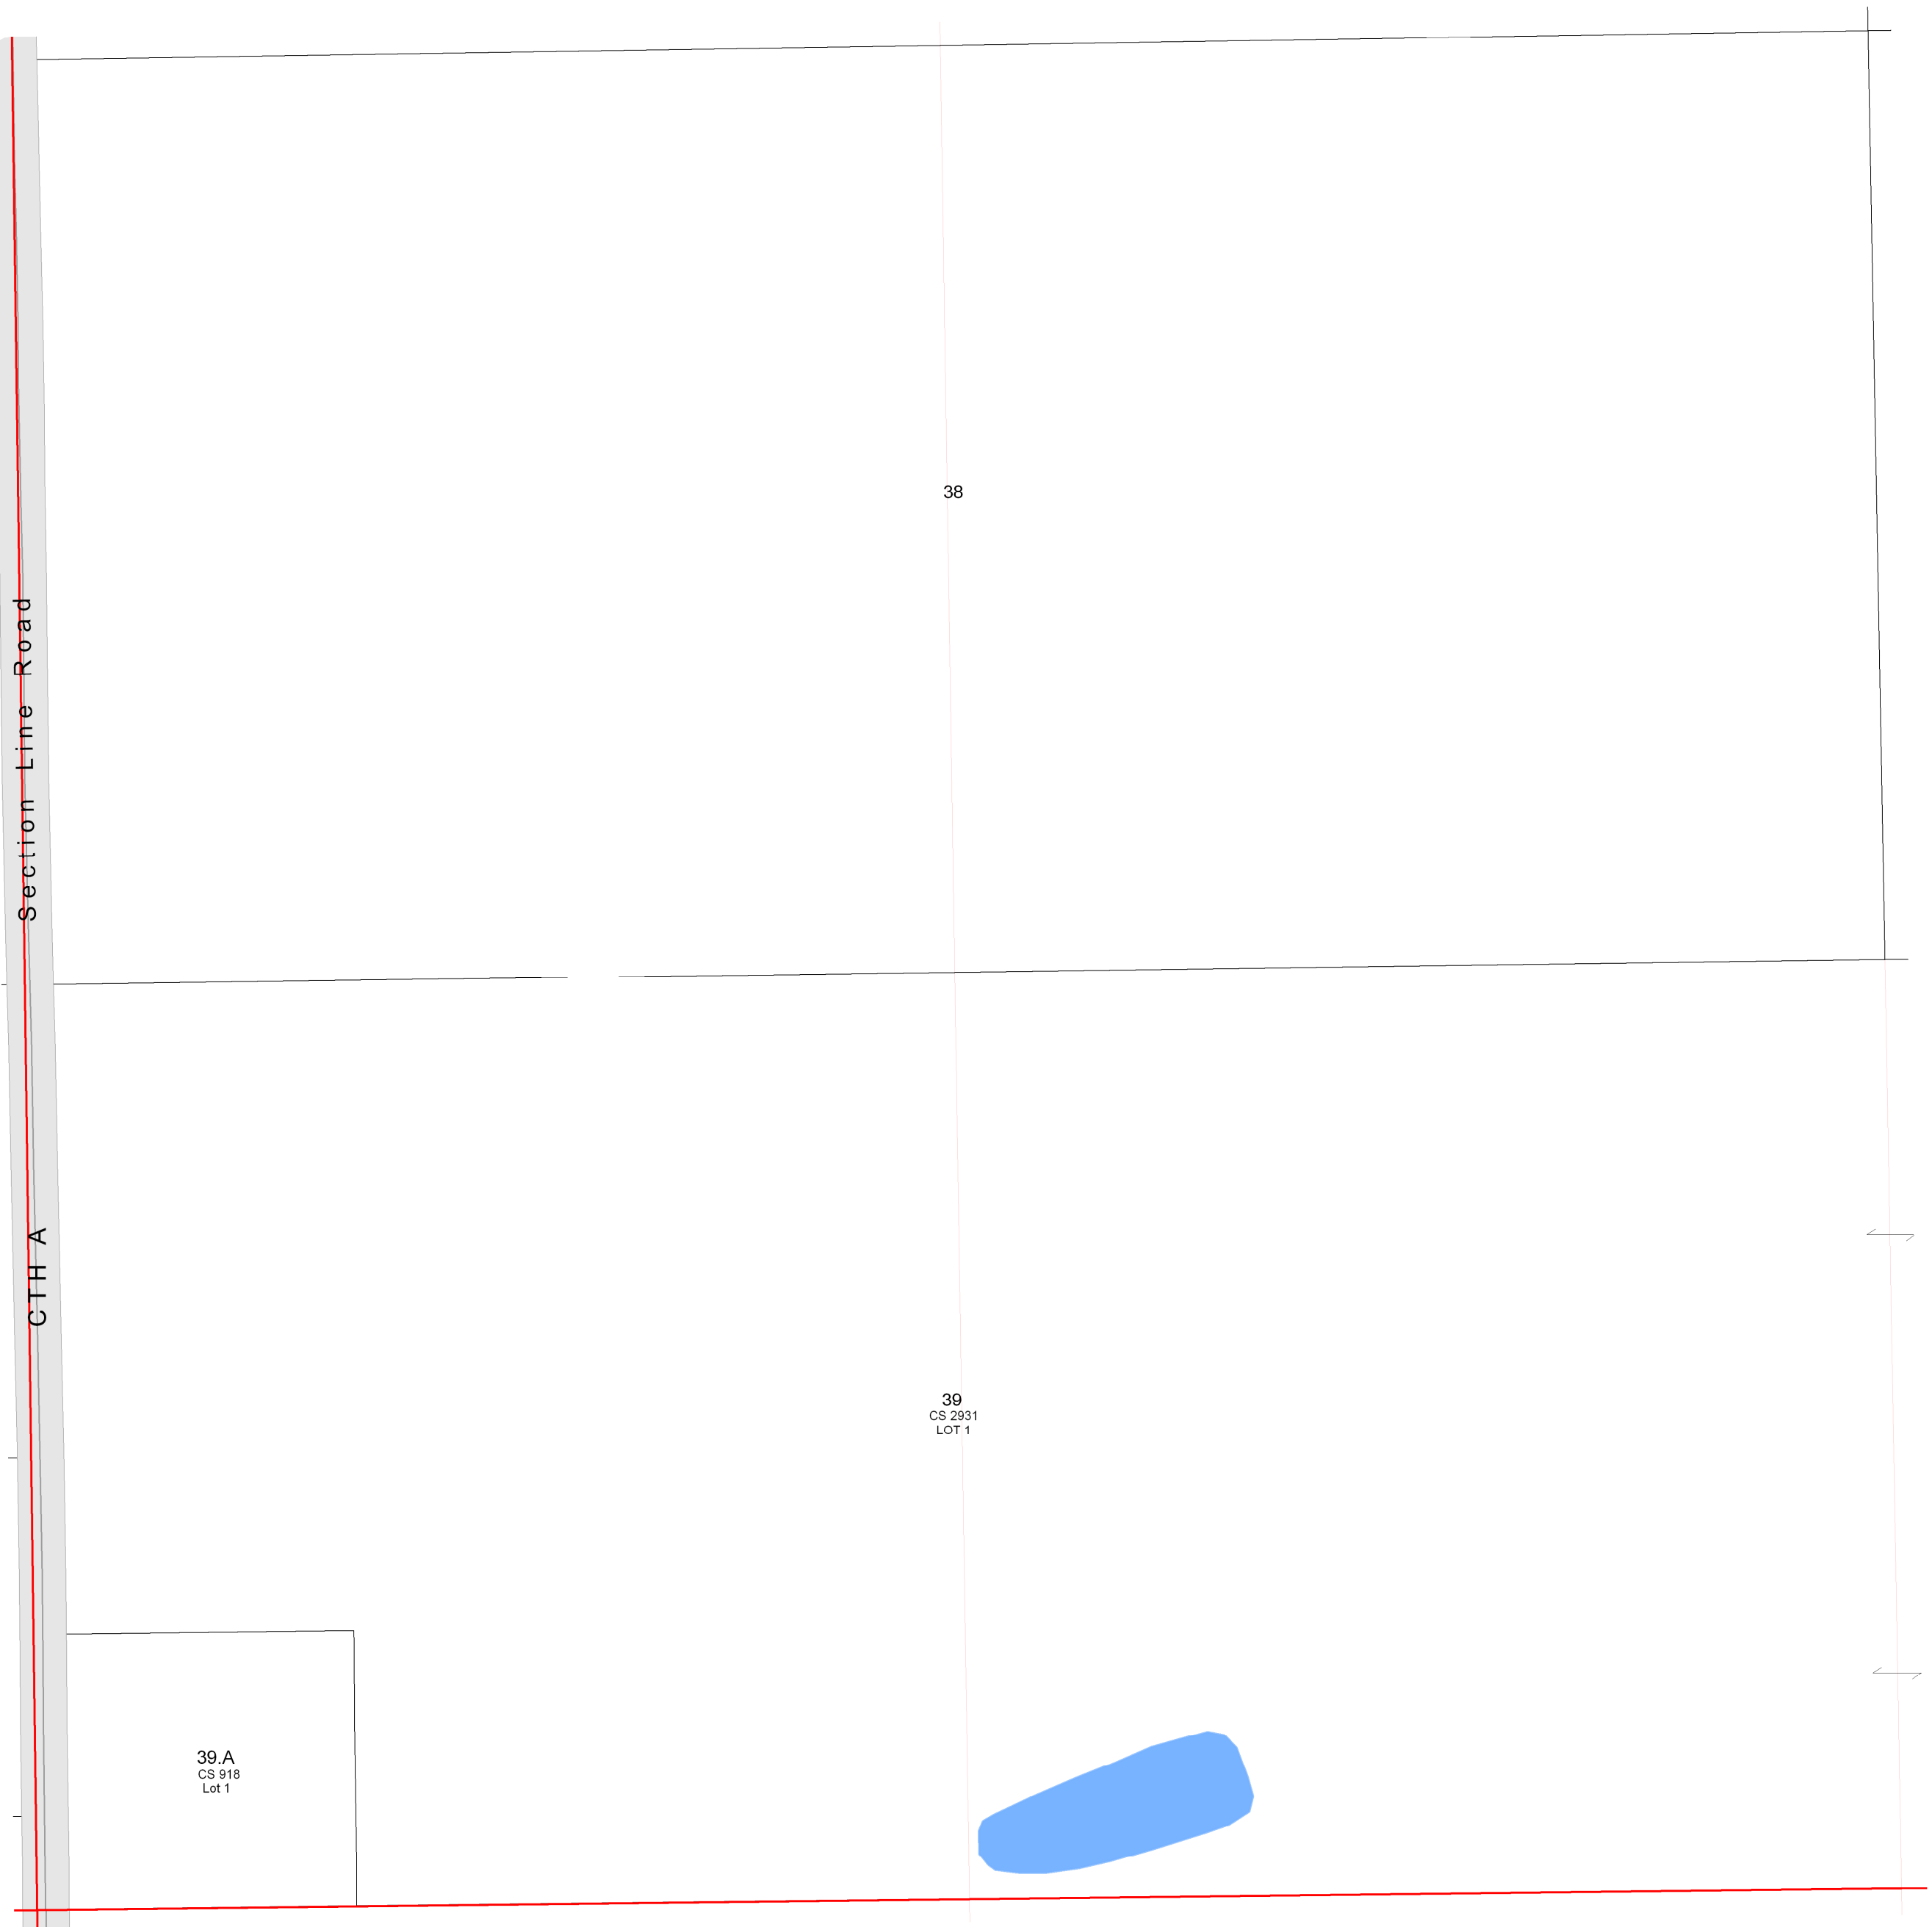 38
Section Line Road
CTH A
39
CS 2931
LOT 1
39.A
CS 918
Lot 1